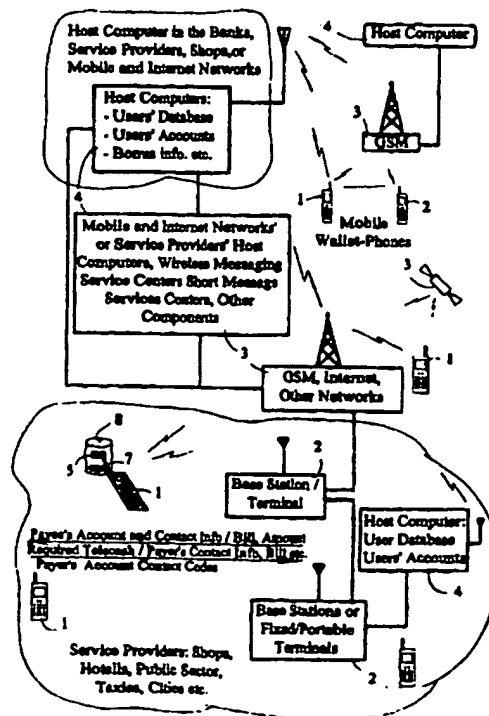 Host Computer in the Banks,
Service Providers, Shops, or
Mobile and Internet Networks
Host Computers:
- Users' Database
- Users' Accounts
- Bonus info. etc.
4
4
Host Computer
3
GSM
1
2
Mobile
Wallet-Phones
Mobile and Internet Networks'
or Service Providers' Host
Computers, Wireless Messaging
Service Centers Short Message
Services Centers, Other
Components
3
3
1
GSM, Internet,
Other Networks
8
5
7
1
2
Base Station /
Terminal
Host Computer:
User Database
Users' Accounts
4
Payee's Account and Contact Info / Bill, Amount
Required Telecash / Payer's Contact Info, Bill etc.
Payer's Account Contact Codes
1
Base Stations or
Fixed/Portable
Terminals
2
Service Providers: Shops,
Hotells, Public Sector,
Taxies, Cities etc.